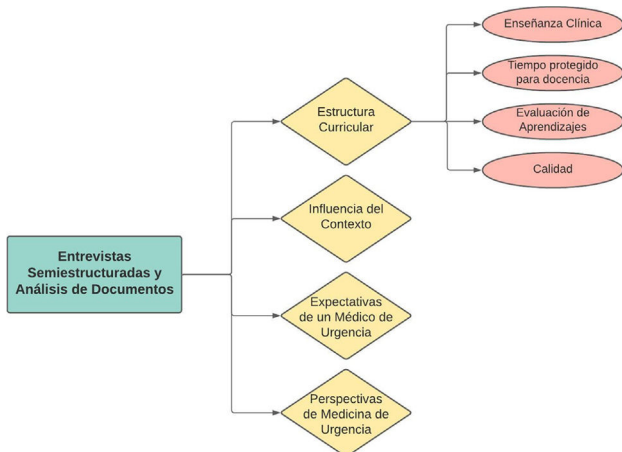 Enseñanza Clínica
Tiempo protegido
para docencia
Estructura
Curricular
Evaluación de
Aprendizajes
Calidad
Influencia del
Contexto
Entrevistas
Semiestructuradas y
Análisis de Documentos
Expectativas
de un Médico de
Urgencia
Perspectivas
de Medicina de
Urgencia